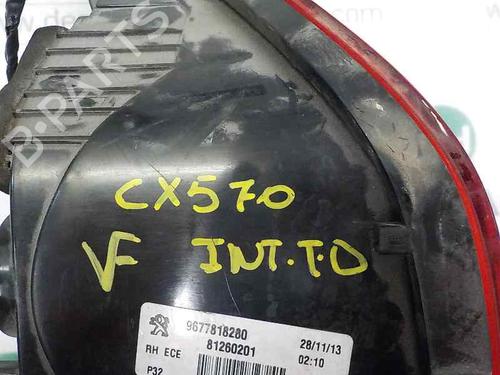 B-PARTS
CX570
VF INT.T.D
9677818280 28/11/13
RH ECE 81260201 02:10
P32